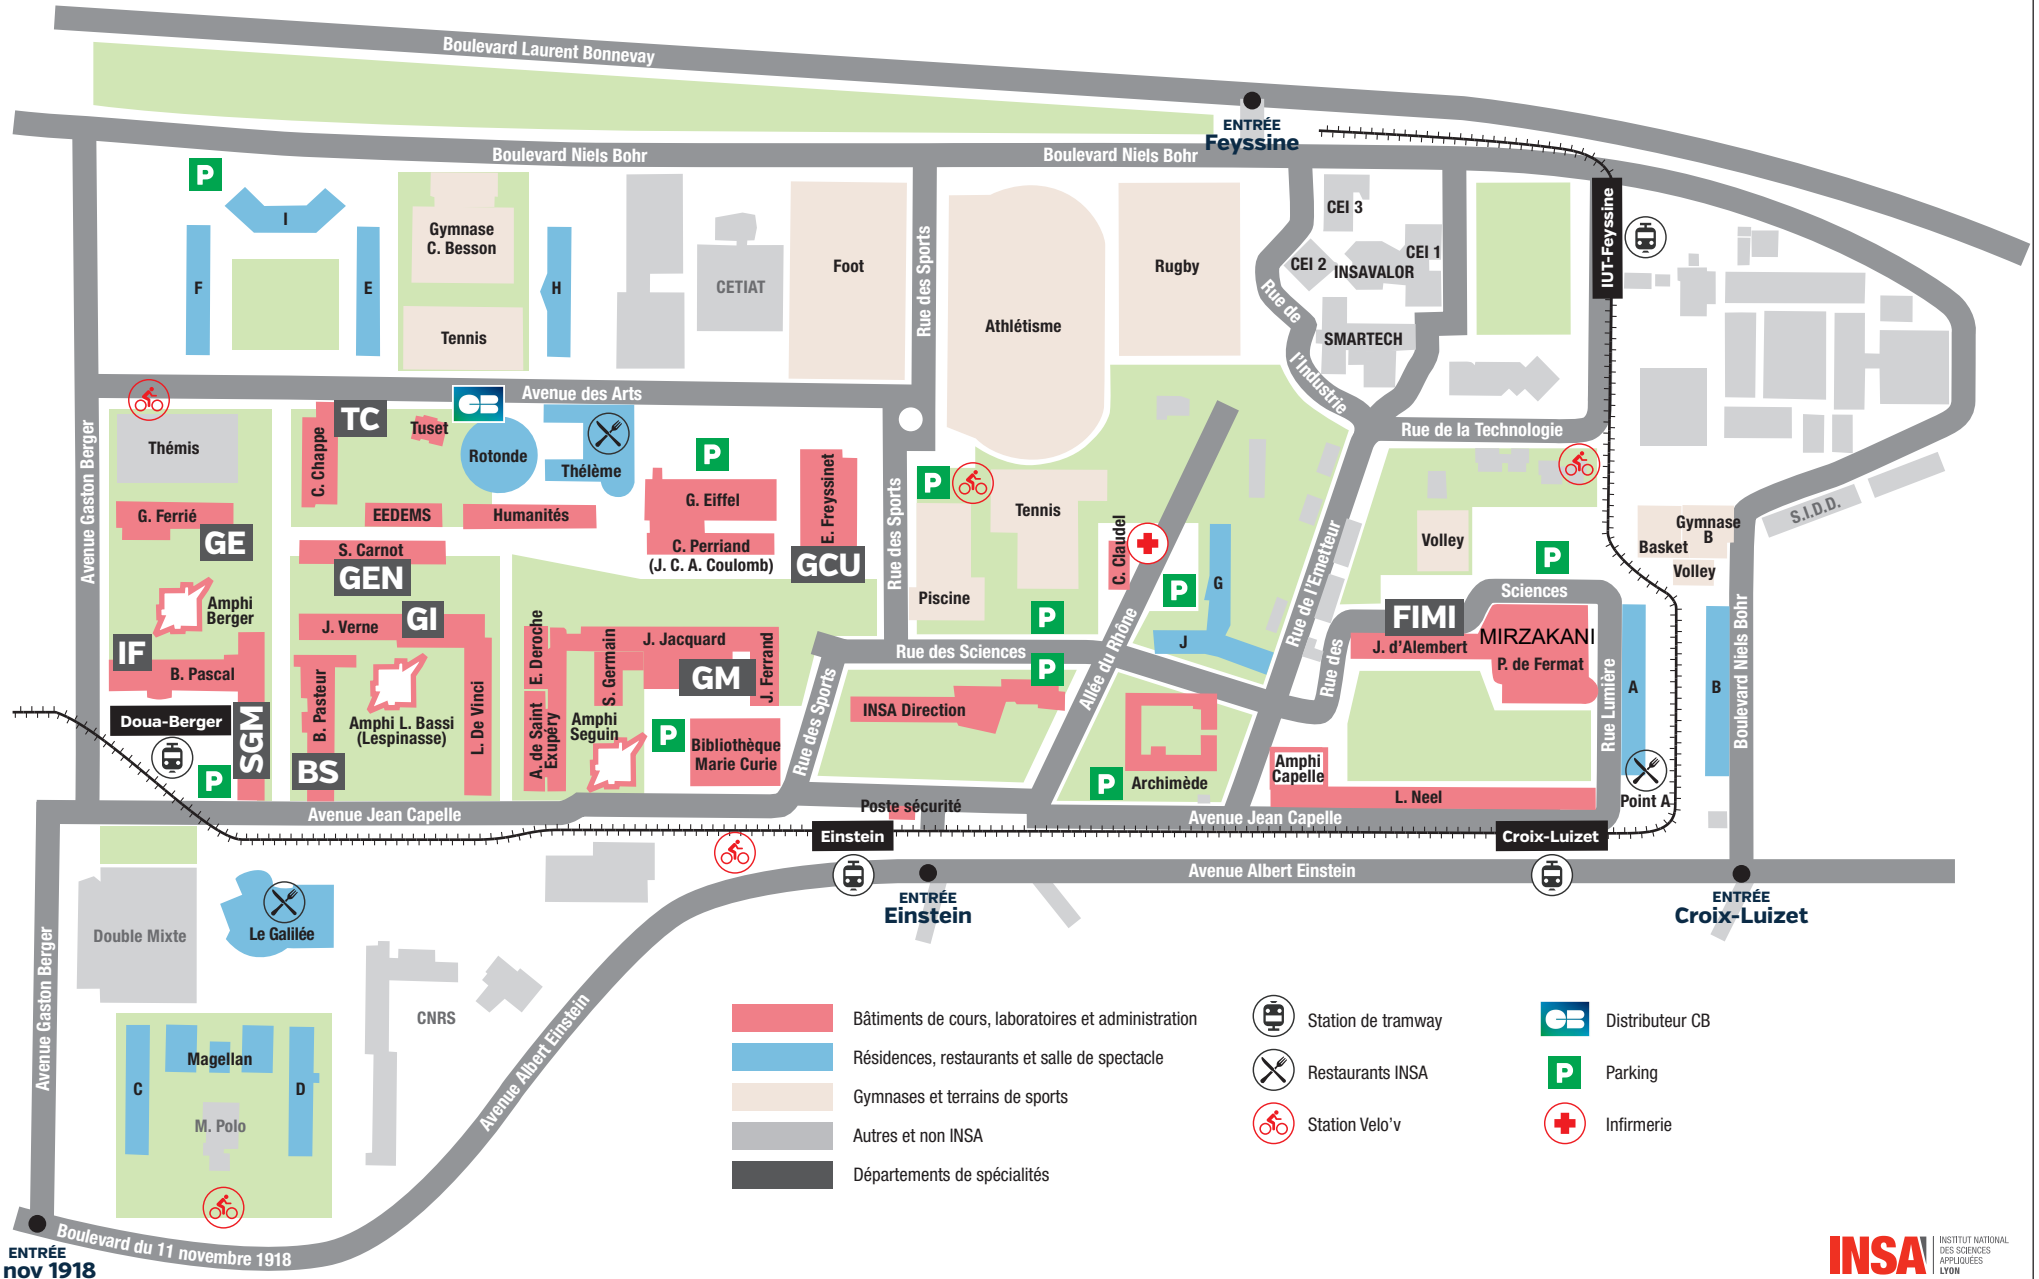 Boulevard Laurent Bonnevay
ENTRÉE
Feyssine
Boulevard Niels Bohr
Boulevard Niels Bohr
P
I
F
E
Gymnase
C. Besson
Tennis
H
CETIAT
Foot
Rue des Sports
Athlétisme
Rugby
CEI 3
CEI 2
CEI 1
INSAVALOR
SMARTECH
Rue de
l'Industrie
IUT-Feyssine
Avenue des Arts
Avenue Gaston Berger
Thémis
C. Chappe
TC
Tuset
CB
Rotonde
Thélème
P
G. Eiffel
E. Freyssinet
C. Perriand
(J. C. A. Coulomb)
GCU
Rue des Sports
P
Tennis
Piscine
P
C. Claudel
P
G
J
Rue de l'Emetteur
Rue de la Technologie
Volley
P
S.I.D.D.
Gymnase
B
Basket
Volley
G. Ferrié
GE
EEDEMS
Humanités
S. Carnot
GEN
Amphi
Berger
IF
B. Pascal
J. Verne
GI
B. Pasteur
Amphi L. Bassi
(Lespinasse)
L. De Vinci
BS
SGM
Doua-Berger
P
E. Deroche
A. de Saint
Exupéry
S. Germain
J. Jacquard
GM
J. Ferrand
Amphi
Seguin
P
Bibliothèque
Marie Curie
Rue des Sports
Rue des Sciences
P
INSA Direction
Allée du Rhône
Archimède
P
Rue des
Sciences
FIMI
J. d'Alembert
MIRZAKANI
P. de Fermat
Rue Lumière
A
B
Boulevard Niels Bohr
Amphi
Capelle
L. Neel
Point A
Avenue Jean Capelle
Poste sécurité
Avenue Jean Capelle
Einstein
Croix-Luizet
Avenue Albert Einstein
ENTRÉE
Einstein
ENTRÉE
Croix-Luizet
Avenue Gaston Berger
Double Mixte
Le Galilée
CNRS
Avenue Albert Einstein
C
Magellan
D
M. Polo
Boulevard du 11 novembre 1918
ENTRÉE
nov 1918
Bâtiments de cours, laboratoires et administration
Résidences, restaurants et salle de spectacle
Gymnases et terrains de sports
Autres et non INSA
Départements de spécialités
Station de tramway
Restaurants INSA
Station Velo'v
CB
Distributeur CB
P
Parking
Infirmerie
INSA
INSTITUT NATIONAL
DES SCIENCES
APPLIQUÉES
LYON